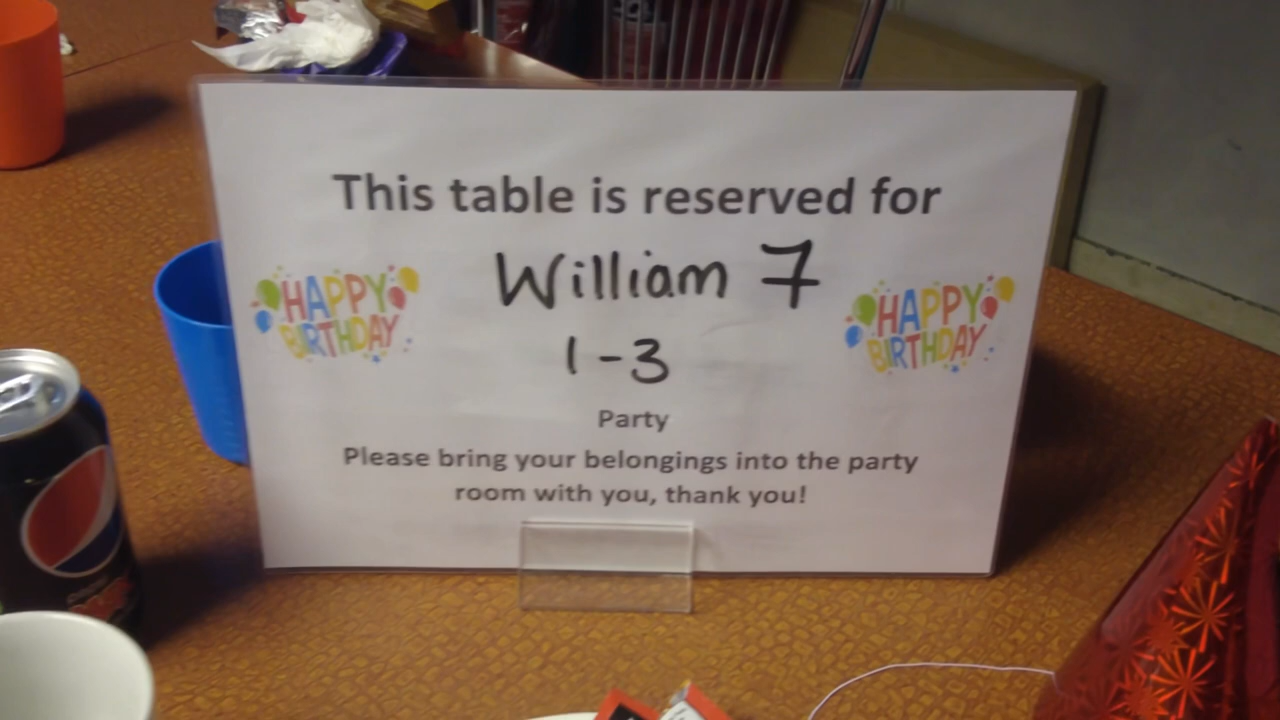 This table is reserved for
William 7
HAPPY
BIRTHDAY
HAPPY
BIRTHDAY
1-3
Party
Please bring your belongings into the party
room with you, thank you!